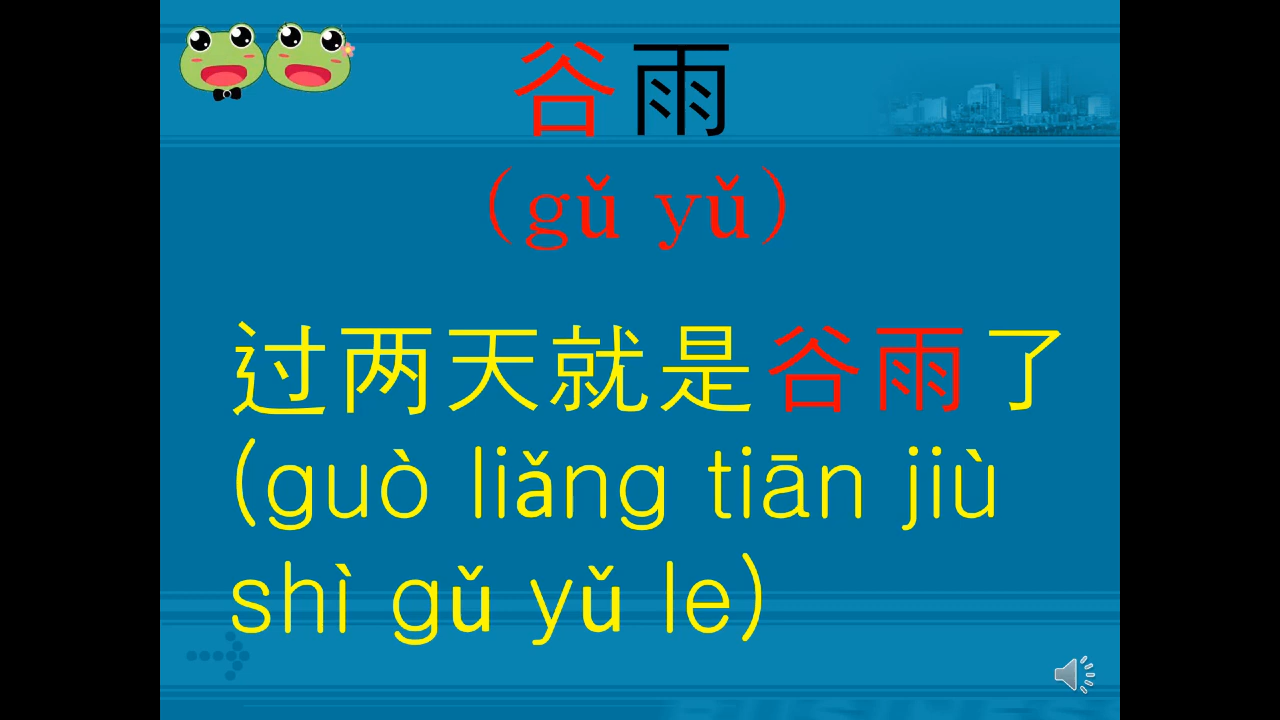 谷雨
(gǔ yǔ)
过两天就是谷雨了
(guò liǎng tiān jiù
shì gǔ yǔ le)